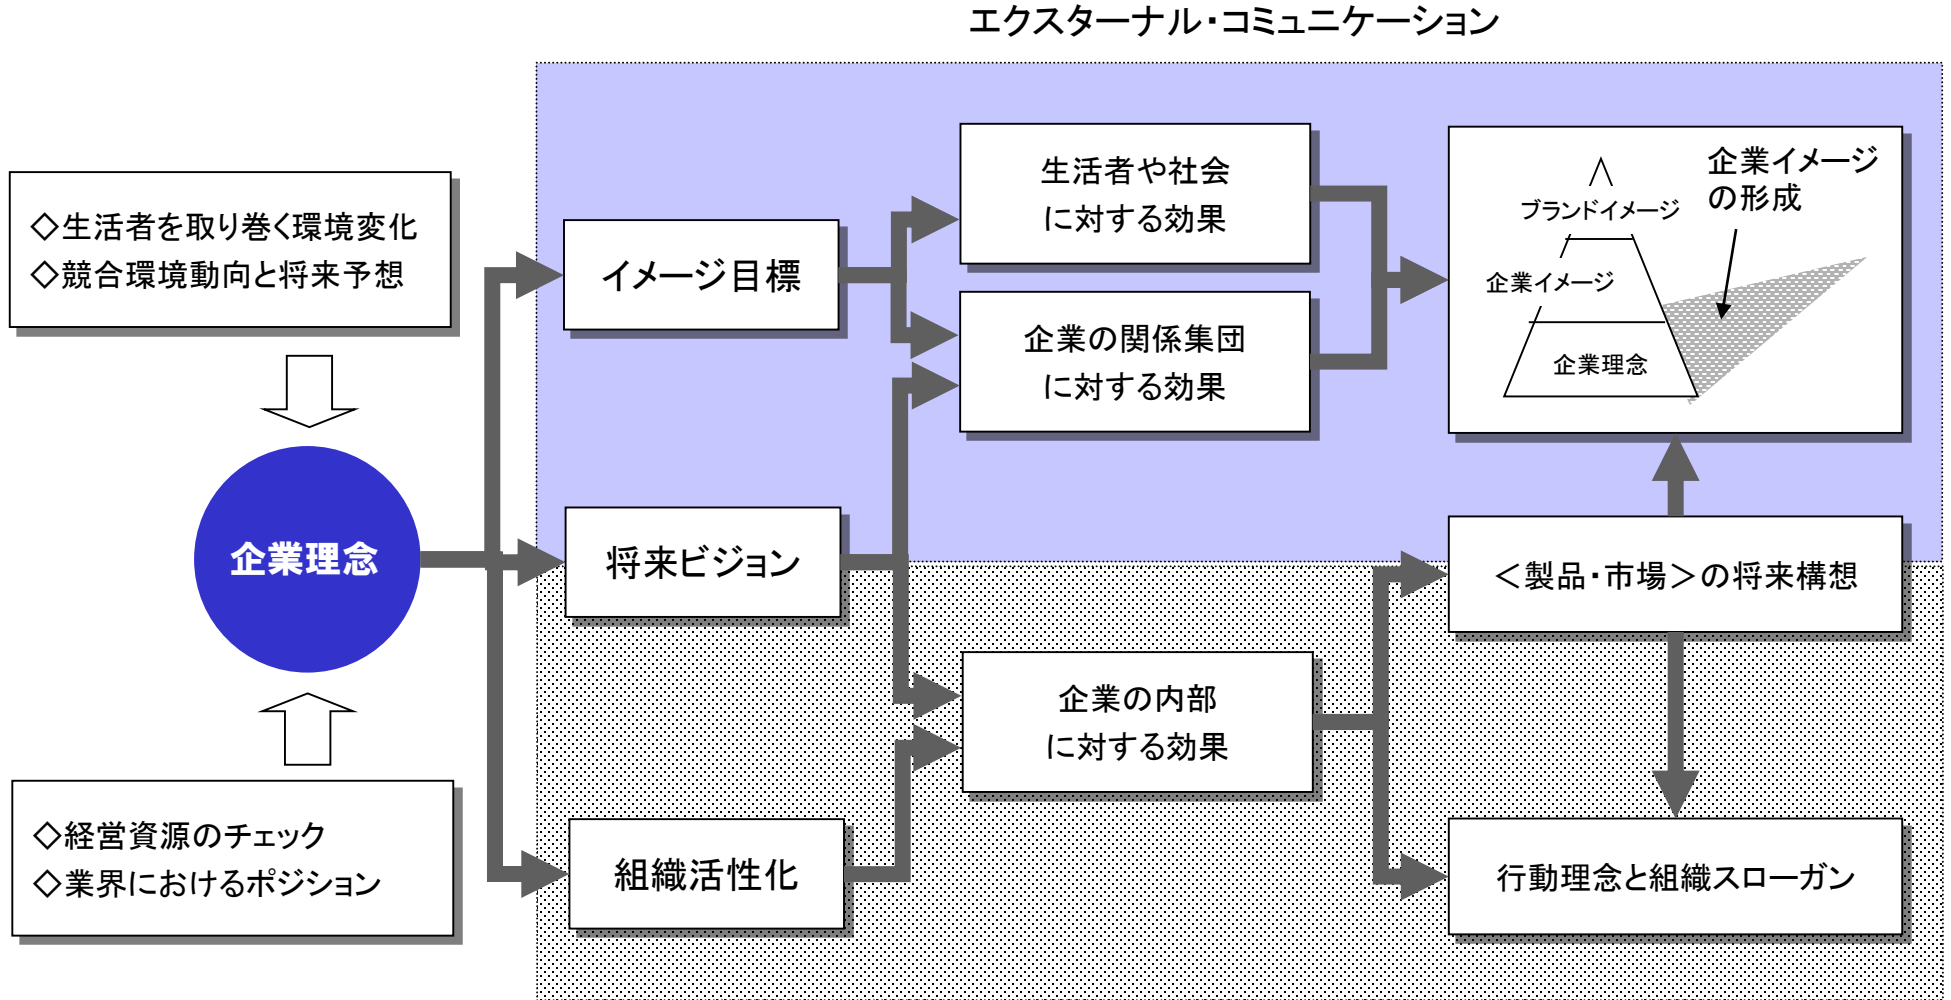 エクスターナル・コミュニケーション
◇生活者を取り巻く環境変化
◇競合環境動向と将来予想
企業理念
◇経営資源のチェック
◇業界におけるポジション
イメージ目標
将来ビジョン
組織活性化
生活者や社会
に対する効果
企業の関係集団
に対する効果
企業の内部
に対する効果
企業イメージ
の形成
ブランドイメージ
企業イメージ
企業理念
＜製品・市場＞の将来構想
行動理念と組織スローガン